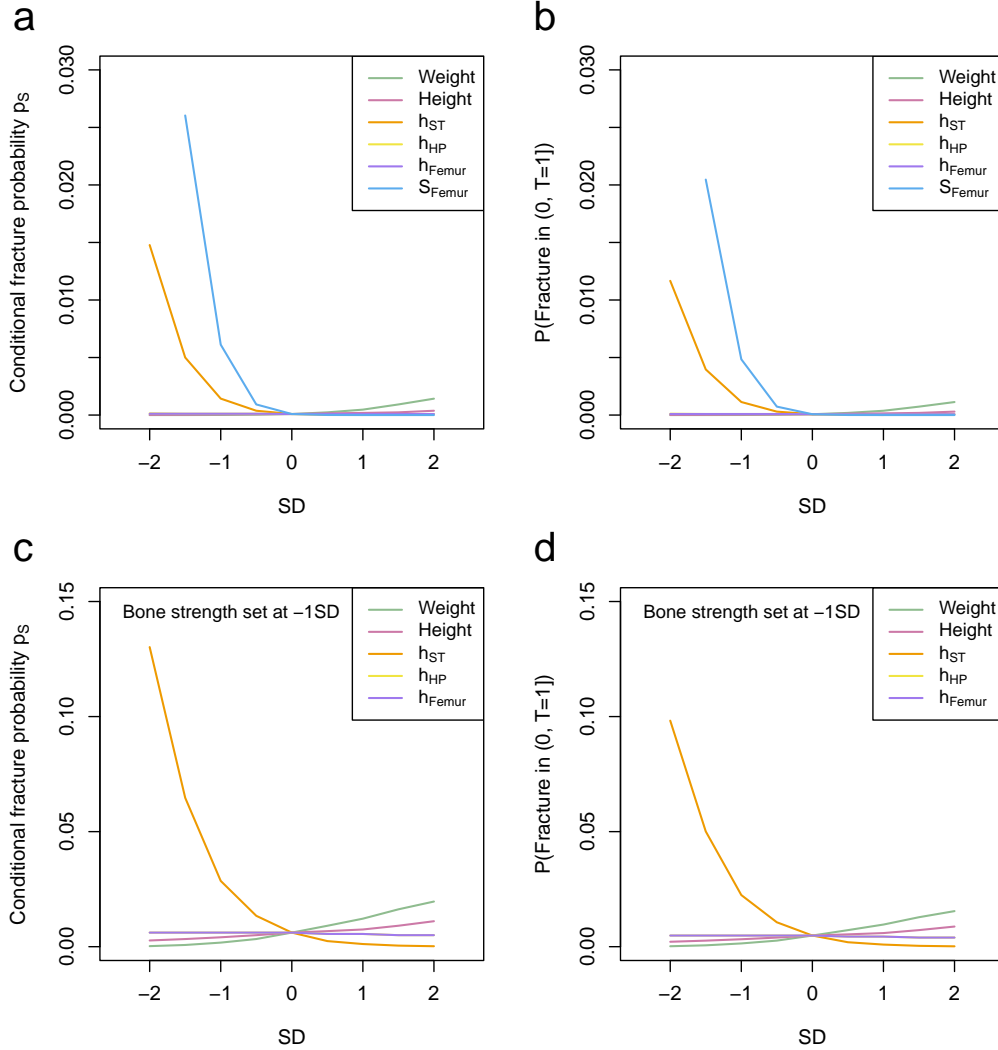 a
Conditional fracture probability pS
0.030
0.020
0.010
0.000
Weight
Height
hST
hHP
hFemur
SFemur
−2 −1 0 1 2
SD
b
P(Fracture in (0, T=1])
0.030
0.020
0.010
0.000
Weight
Height
hST
hHP
hFemur
SFemur
−2 −1 0 1 2
SD
c
Conditional fracture probability pS
0.15
0.10
0.05
0.00
Bone strength set at −1SD
Weight
Height
hST
hHP
hFemur
−2 −1 0 1 2
SD
d
P(Fracture in (0, T=1])
0.15
0.10
0.05
0.00
Bone strength set at −1SD
Weight
Height
hST
hHP
hFemur
−2 −1 0 1 2
SD